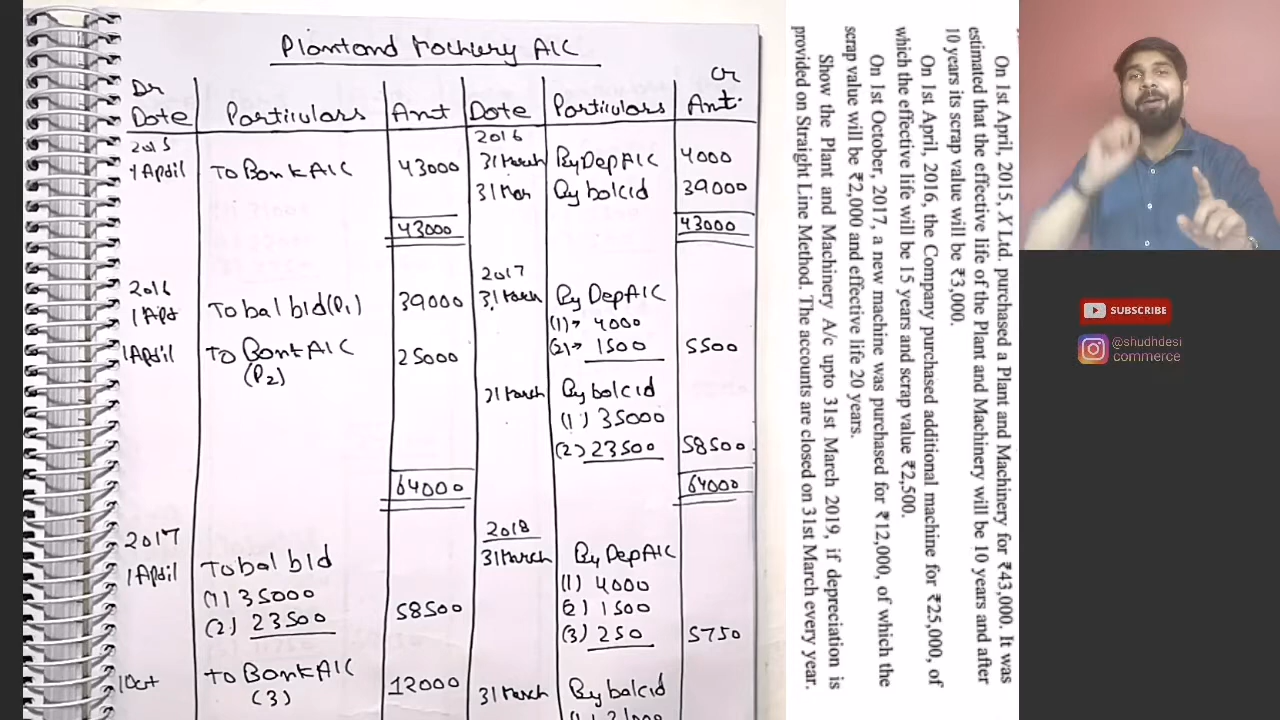 Plant and Machery A/C
Dr
Cr
Date Particulars Amt Date Particulars Amt.
2015
2016
1 April To Bank A/C 43000 31 March By Dep A/C 4000
31 Mar By bal c/d 39000
43000 43000
2017
2016
1 Apr To bal b/d (P1) 39000 31 March By Dep A/C
(1) → 4000
1 April To Bank A/C 25000 (2) → 1500 5500
(P2)
31 March By bal c/d
(1) 35000
(2) 23500 58500
64000 64000
2018
2017
1 April To bal b/d 31 March By Dep A/C
(1) 35000 (1) 4000
(2) 23500 58500 (2) 1500
(3) 250 5750
1 Oct To Bank A/C 12000 31 March By bal c/d
(3)
On 1st April, 2015, X Ltd. purchased a Plant and Machinery for ₹43,000. It was
estimated that the effective life of the Plant and Machinery will be 10 years and after
10 years its scrap value will be ₹3,000.
On 1st April, 2016, the Company purchased additional machine for ₹25,000, of
which the effective life will be 15 years and scrap value ₹2,500.
On 1st October, 2017, a new machine was purchased for ₹12,000, of which the
scrap value will be ₹2,000 and effective life 20 years.
Show the Plant and Machinery A/c upto 31st March 2019, if depreciation is
provided on Straight Line Method. The accounts are closed on 31st March every year.
SUBSCRIBE
@shudhdesi
commerce